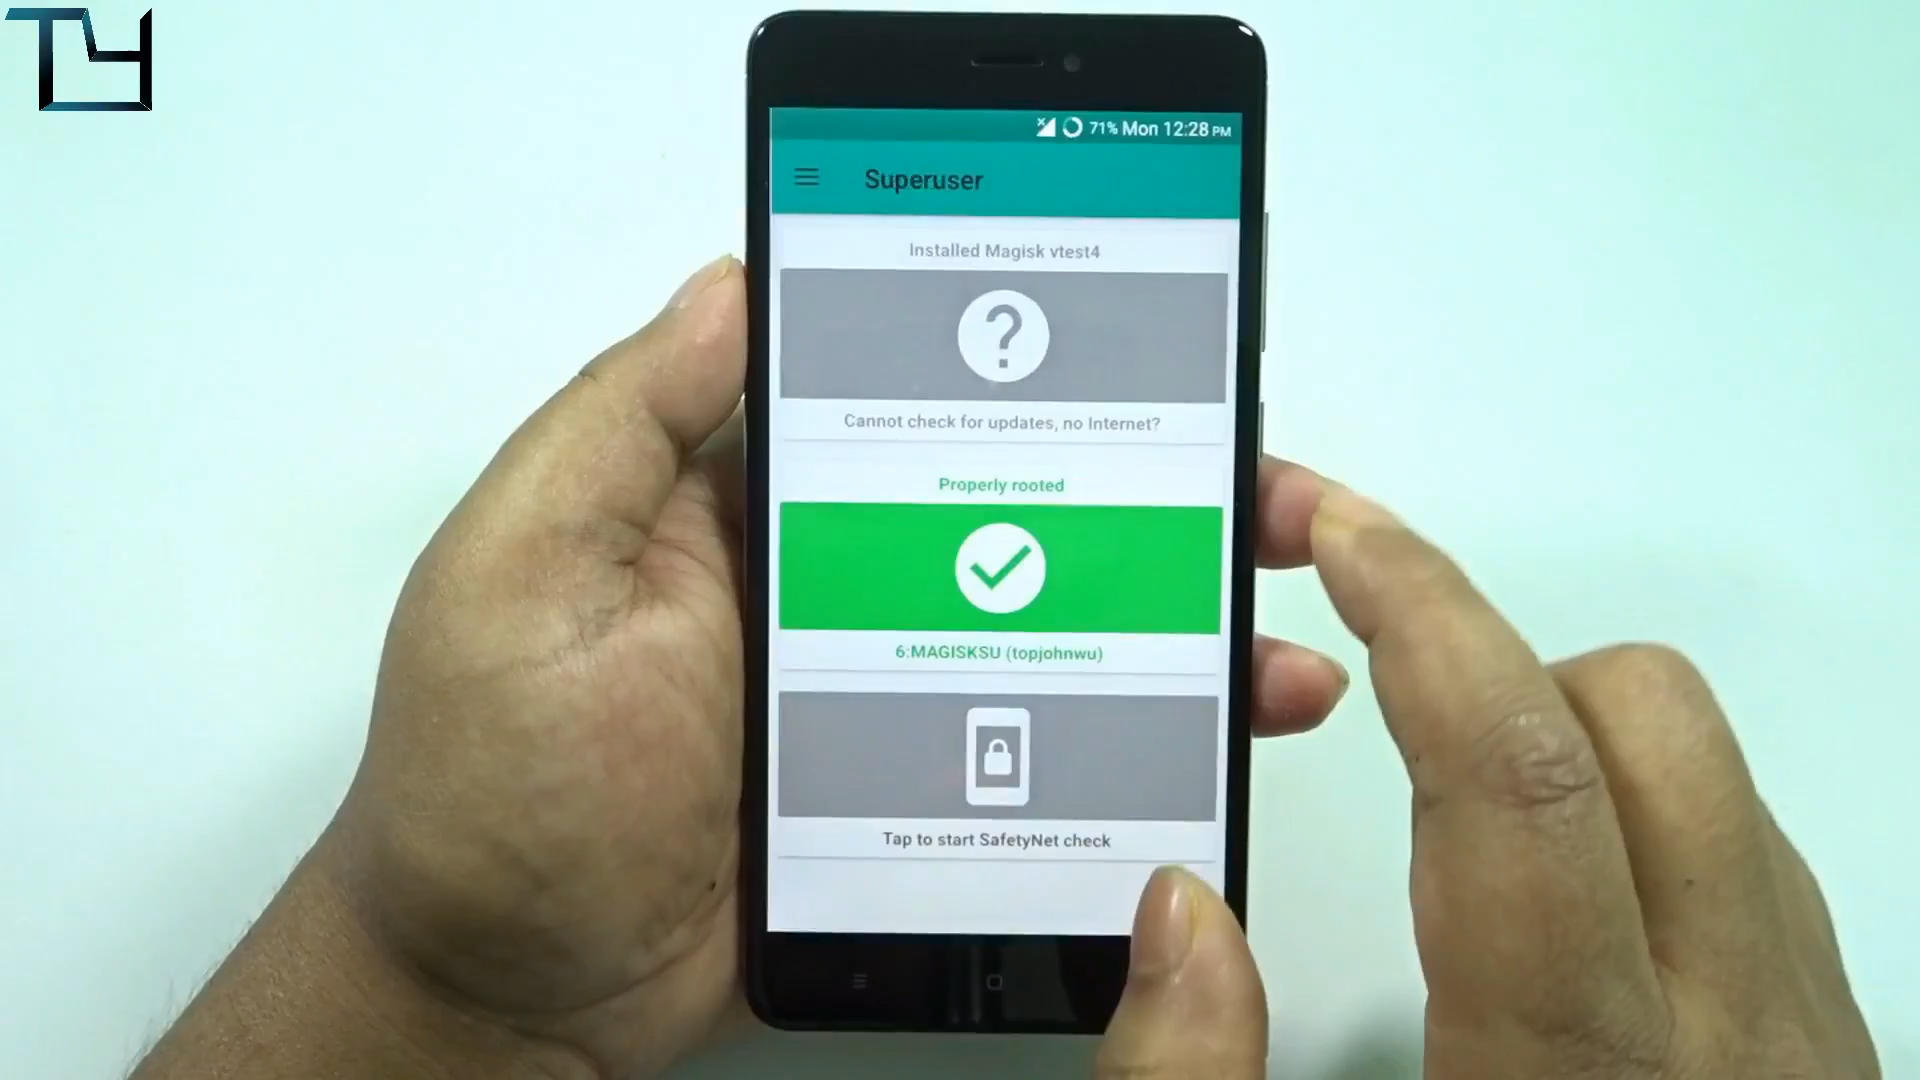 TY
71% Mon 12:28 PM
Superuser
Installed Magisk vtest4
Cannot check for updates, no Internet?
Properly rooted
6:MAGISKSU (topjohnwu)
Tap to start SafetyNet check